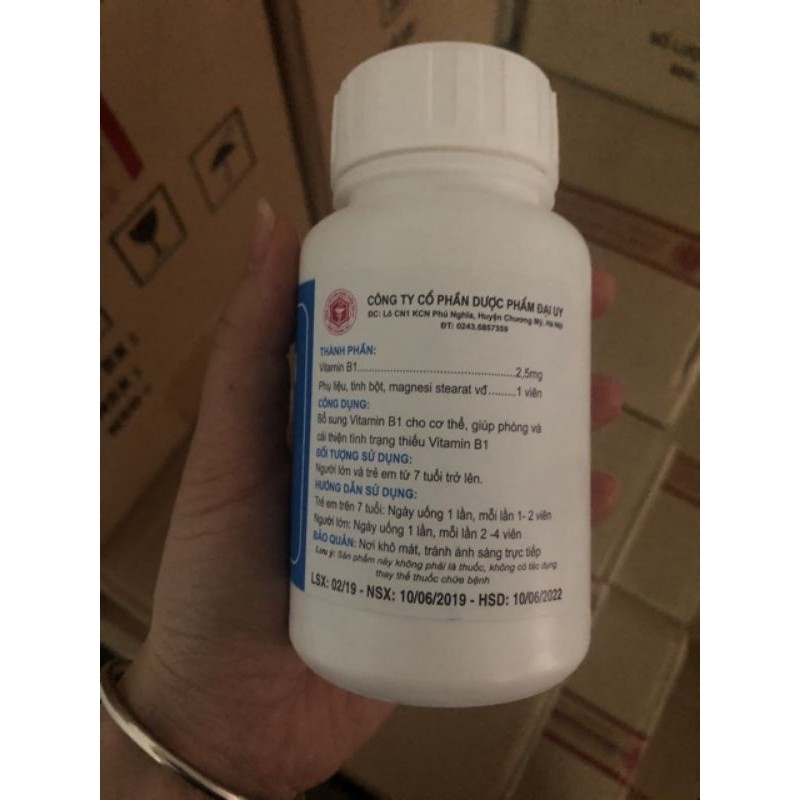 CÔNG TY CỔ PHẦN DƯỢC PHẨM ĐẠI UY
ĐC: Lô CN1 KCN Phú Nghĩa, Huyện Chương Mỹ, Hà Nội
ĐT: 0243.5857359
THÀNH PHẦN:
Vitamin B1..........................................................2,5mg
Phụ liệu, tinh bột, magnesi stearat vđ.........1 viên
CÔNG DỤNG:
Bổ sung Vitamin B1 cho cơ thể, giúp phòng và
cải thiện tình trạng thiếu Vitamin B1
ĐỐI TƯỢNG SỬ DỤNG:
Người lớn và trẻ em từ 7 tuổi trở lên.
HƯỚNG DẪN SỬ DỤNG:
Trẻ em trên 7 tuổi: Ngày uống 1 lần, mỗi lần 1- 2 viên
Người lớn: Ngày uống 1 lần, mỗi lần 2 -4 viên
BẢO QUẢN: Nơi khô mát, tránh ánh sáng trực tiếp
Lưu ý: Sản phẩm này không phải là thuốc, không có tác dụng
thay thế thuốc chữa bệnh
LSX: 02/19 - NSX: 10/06/2019 - HSD: 10/06/2022